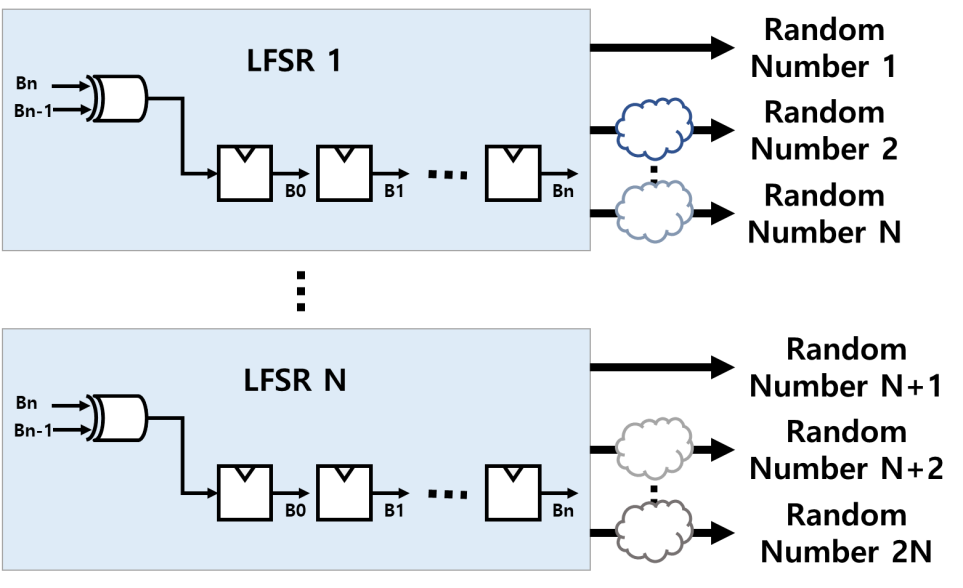 LFSR 1
Bn
Bn-1
B0
B1
Bn
Random
Number 1
Random
Number 2
Random
Number N
LFSR N
Bn
Bn-1
B0
B1
Bn
Random
Number N+1
Random
Number N+2
Random
Number 2N